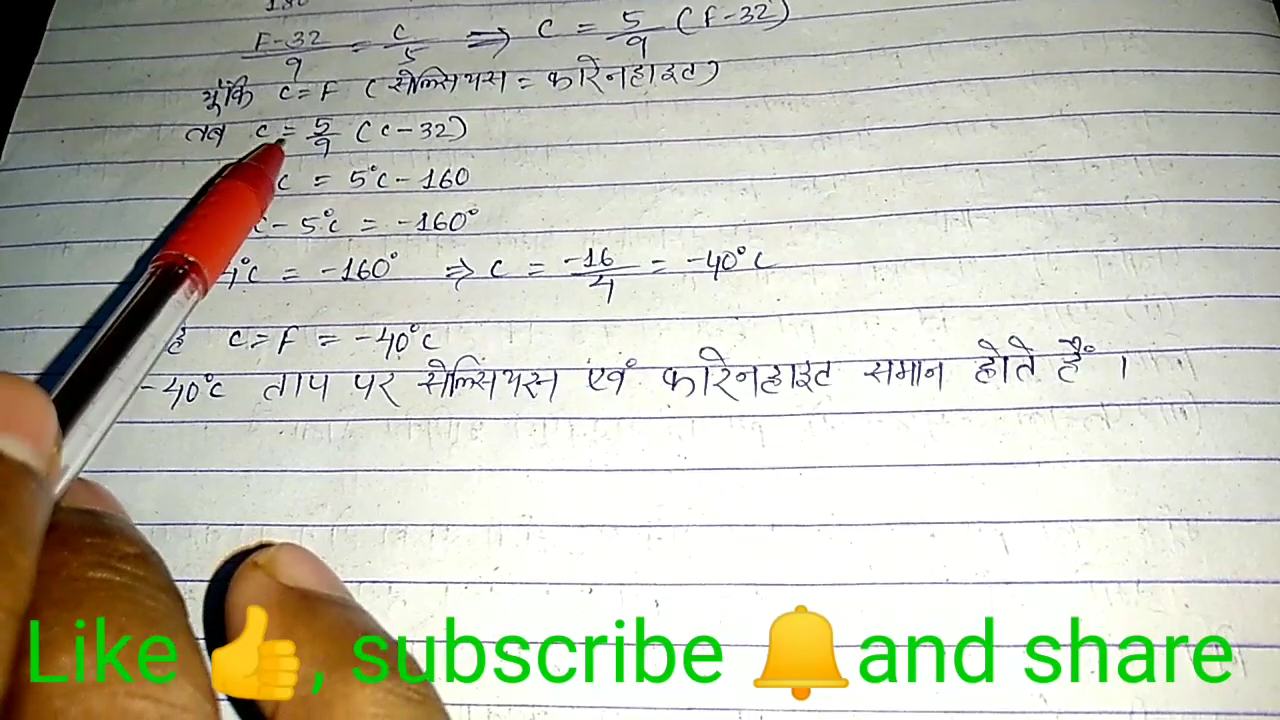 F-32/9 = C/5 ⇒ C = 5/9 (F-32)
चूंकि C=F (सेल्सियस = फारेनहाइट)
तब C = 5/9 (C-32)
C = 5°C-160
C-5°C = -160°
4°C = -160° ⇒ C = -16/4 = -40°C
C=F = -40°C
-40°C ताप पर सेल्सियस एवं फारेनहाइट समान होते हैं।
Like 👍, subscribe 🔔and share